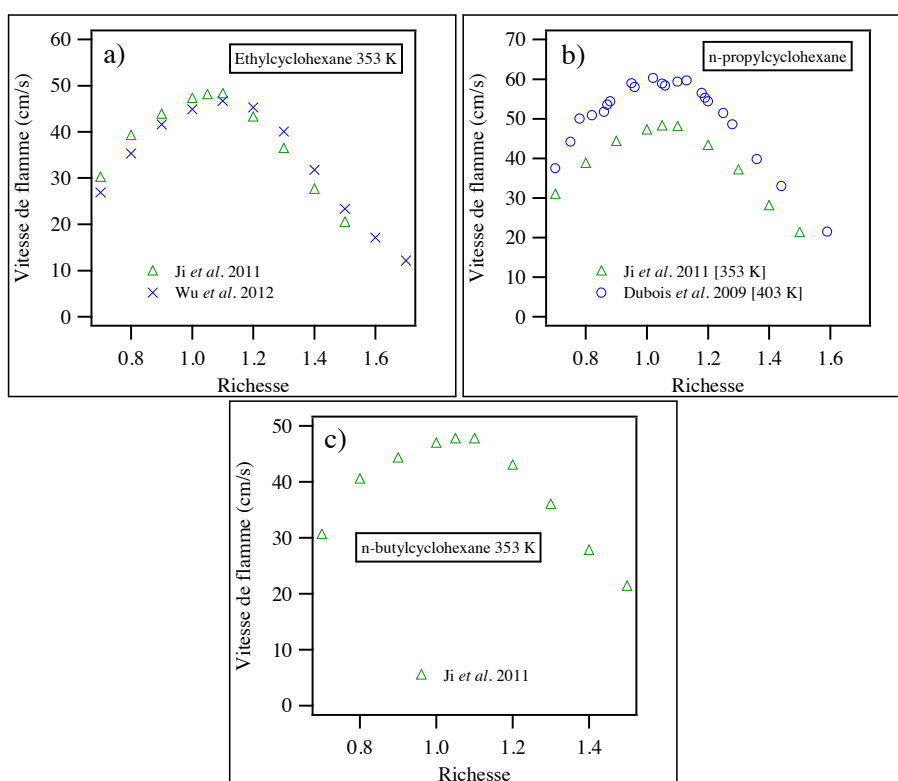 a)
Ethylcyclohexane 353 K
Vitesse de flamme (cm/s)
60
50
40
30
20
10
0
Ji et al. 2011
Wu et al. 2012
0.8
1.0
1.2
1.4
1.6
Richesse
b)
n-propylcyclohexane
Vitesse de flamme (cm/s)
70
60
50
40
30
20
10
0
Ji et al. 2011 [353 K]
Dubois et al. 2009 [403 K]
0.8
1.0
1.2
1.4
1.6
Richesse
c)
Vitesse de flamme (cm/s)
50
40
30
20
10
0
n-butylcyclohexane 353 K
Ji et al. 2011
0.8
1.0
1.2
1.4
Richesse